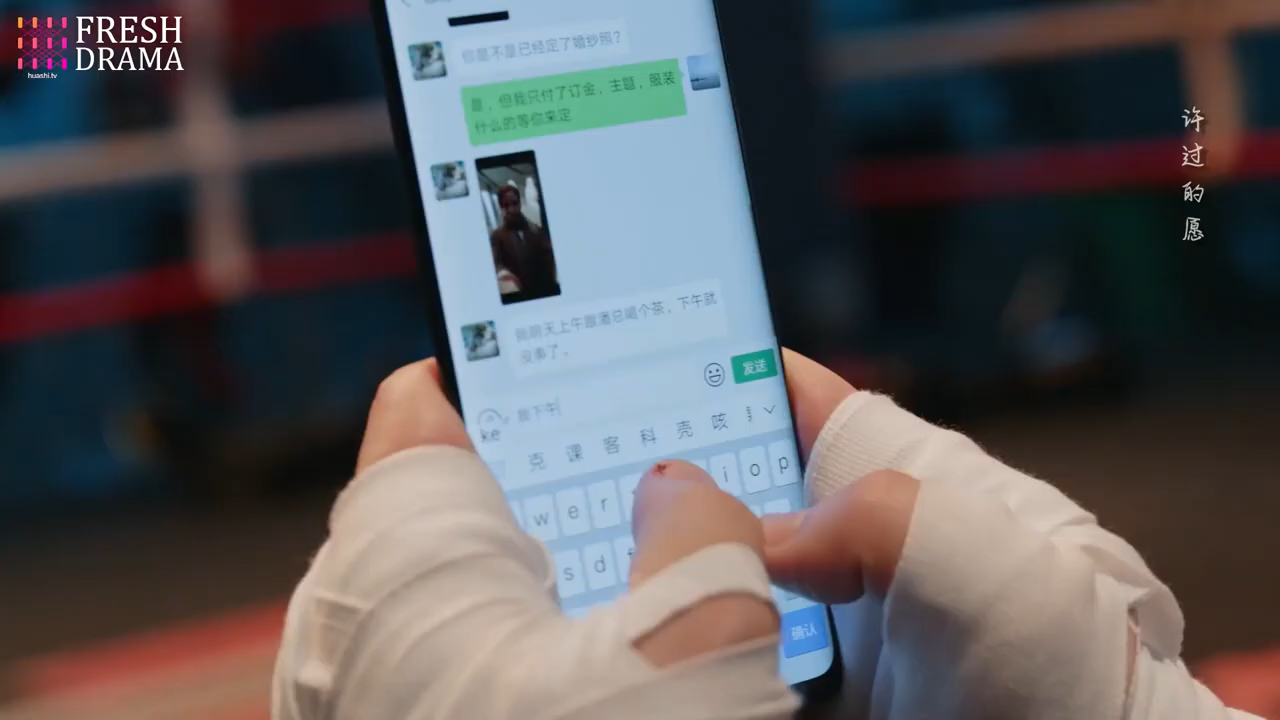 FRESH
DRAMA
huashi.tv
你是不是已经定了婚纱照?
是,但我只付了订金,主题,服装
什么的等你来定
我明天上午跟潘总喝个茶,下午就
没事了。
发送
那下午
ke
克 课 客 科 壳 咳
w e r i o p
s d f
确认
许过的愿